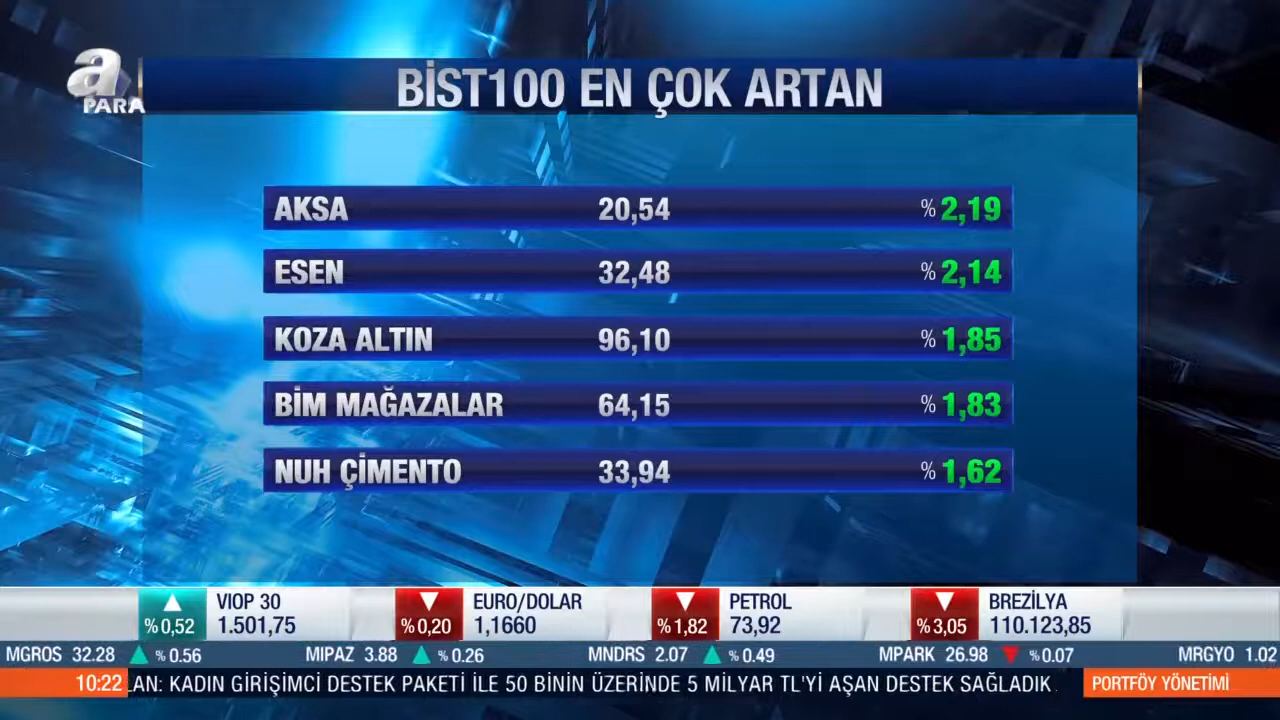 a
PARA
BİST100 EN ÇOK ARTAN
AKSA 20,54 % 2,19
ESEN 32,48 % 2,14
KOZA ALTIN 96,10 % 1,85
BİM MAĞAZALAR 64,15 % 1,83
NUH ÇİMENTO 33,94 % 1,62
VIOP 30 EURO/DOLAR PETROL BREZİLYA
%0,52 1.501,75 %0,20 1,1660 %1,82 73,92 %3,05 110.123,85
MGROS 32.28 % 0.56 MIPAZ 3.88 % 0.26 MNDRS 2.07 % 0.49 MPARK 26.98 %0.07 MRGYO 1.02
10:22 LAN: KADIN GİRİŞİMCİ DESTEK PAKETİ İLE 50 BİNİN ÜZERİNDE 5 MİLYAR TL'Yİ AŞAN DESTEK SAĞLADIK PORTFÖY YÖNETİMİ